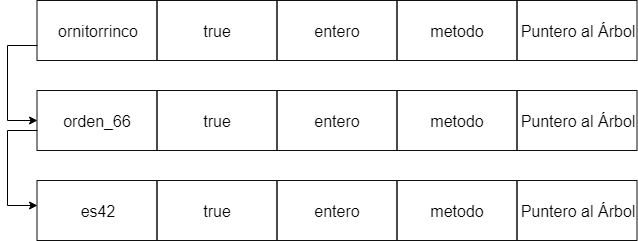 ornitorrinco true entero metodo Puntero al Árbol
orden_66 true entero metodo Puntero al Árbol
es42 true entero metodo Puntero al Árbol